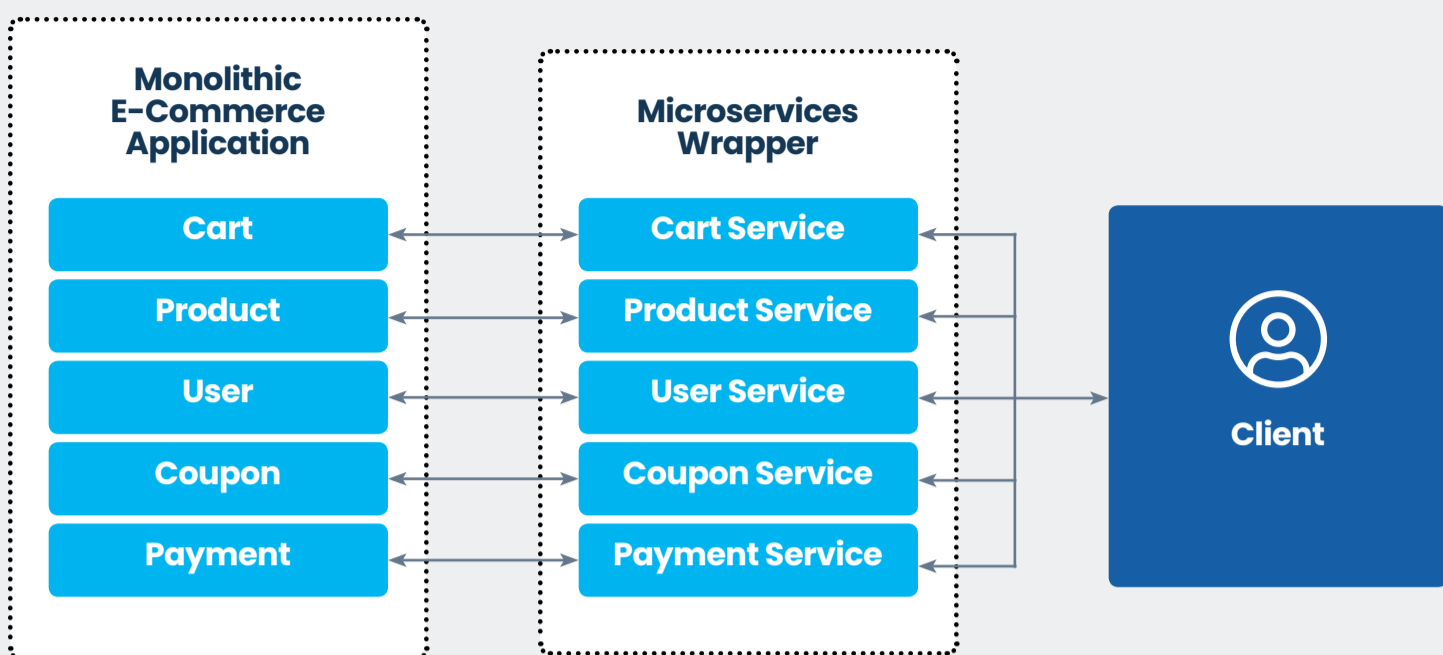 Monolithic
E-Commerce
Application
Cart
Product
User
Coupon
Payment
Microservices
Wrapper
Cart Service
Product Service
User Service
Coupon Service
Payment Service
Client